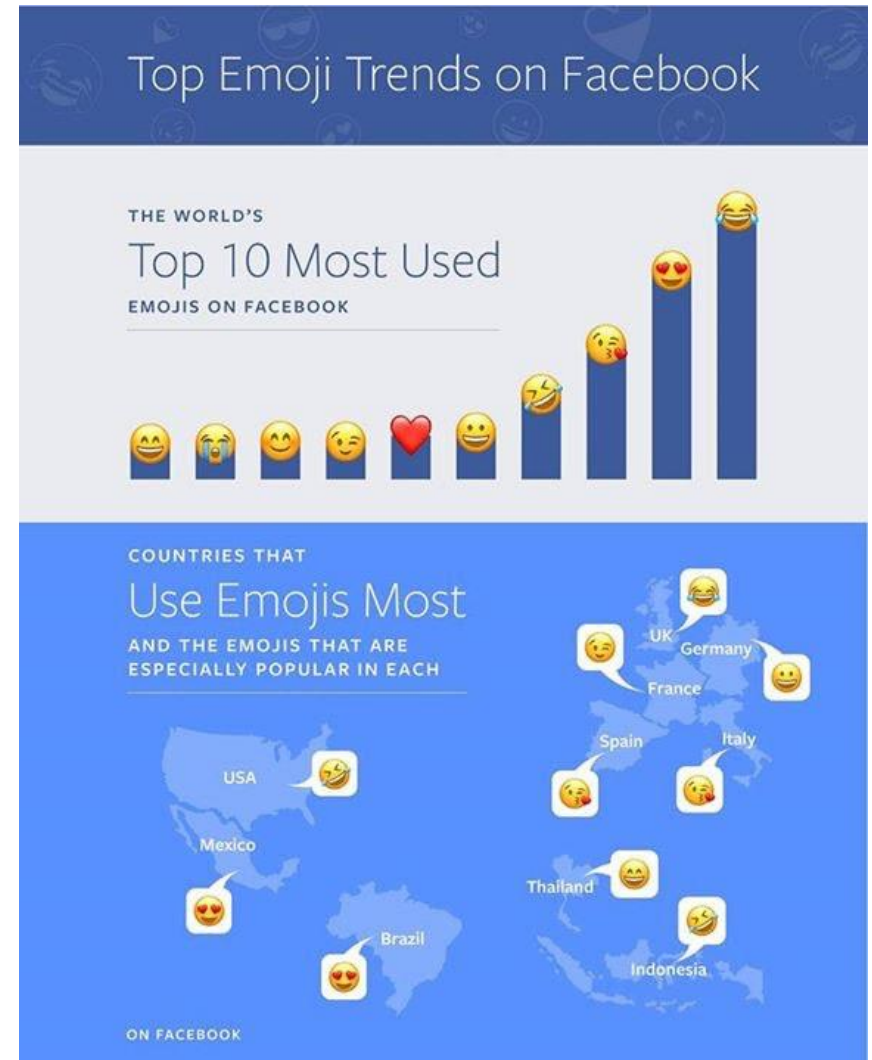 Top Emoji Trends on Facebook
THE WORLD'S
Top 10 Most Used
EMOJIS ON FACEBOOK
COUNTRIES THAT
Use Emojis Most
AND THE EMOJIS THAT ARE
ESPECIALLY POPULAR IN EACH
UK
Germany
France
Spain
Italy
USA
Mexico
Brazil
Thailand
Indonesia
ON FACEBOOK